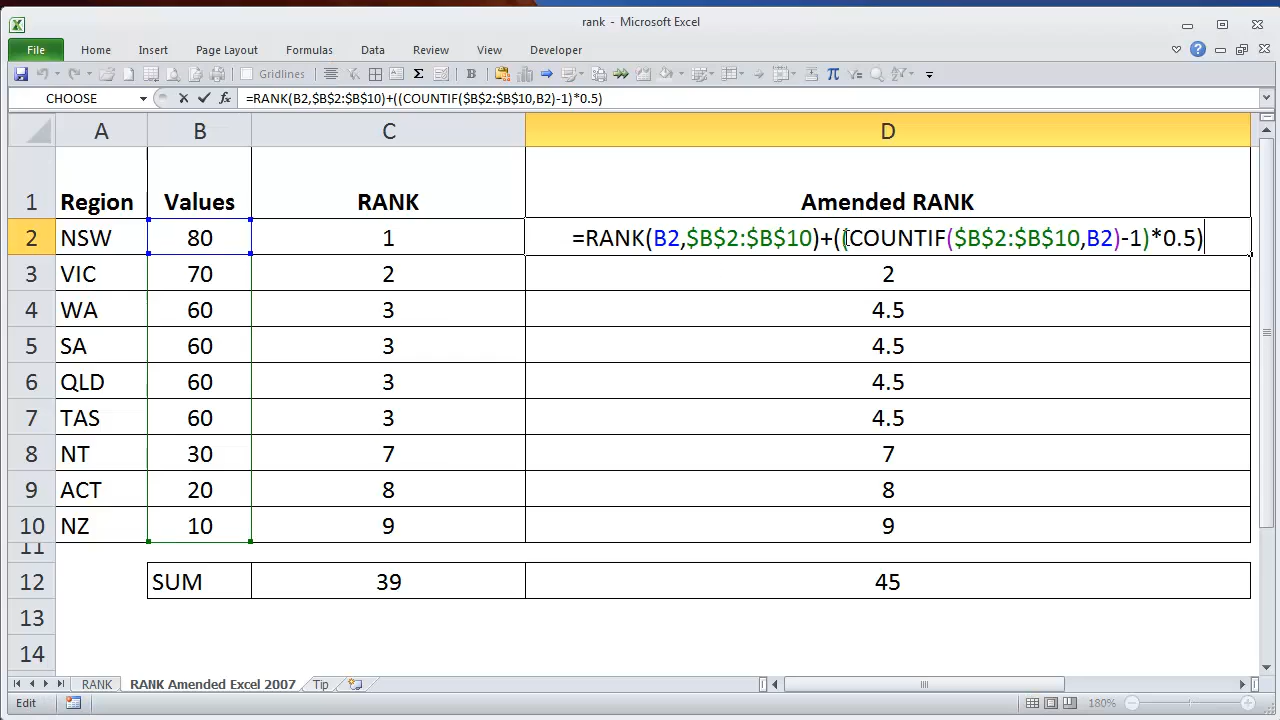 rank - Microsoft Excel
File Home Insert Page Layout Formulas Data Review View Developer
Gridlines
CHOOSE =RANK(B2,$B$2:$B$10)+((COUNTIF($B$2:$B$10,B2)-1)*0.5)
A B C D
1 Region Values RANK Amended RANK
2 NSW 80 1 =RANK(B2,$B$2:$B$10)+((COUNTIF($B$2:$B$10,B2)-1)*0.5)
3 VIC 70 2 2
4 WA 60 3 4.5
5 SA 60 3 4.5
6 QLD 60 3 4.5
7 TAS 60 3 4.5
8 NT 30 7 7
9 ACT 20 8 8
10 NZ 10 9 9
11
12 SUM 39 45
13
14
RANK RANK Amended Excel 2007 Tip
Edit 180%